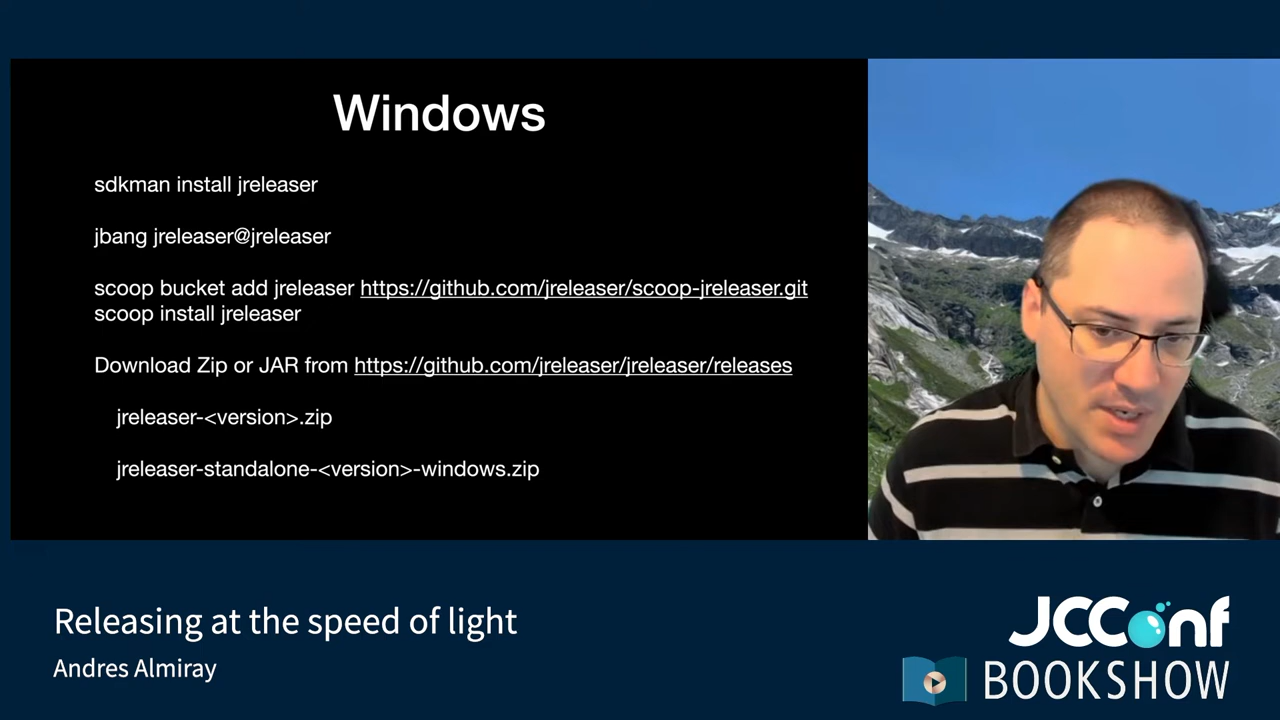 Windows
sdkman install jreleaser
jbang jreleaser@jreleaser
scoop bucket add jreleaser https://github.com/jreleaser/scoop-jreleaser.git
scoop install jreleaser
Download Zip or JAR from https://github.com/jreleaser/jreleaser/releases
jreleaser-<version>.zip
jreleaser-standalone-<version>-windows.zip
Releasing at the speed of light
Andres Almiray
JCConf
BOOKSHOW